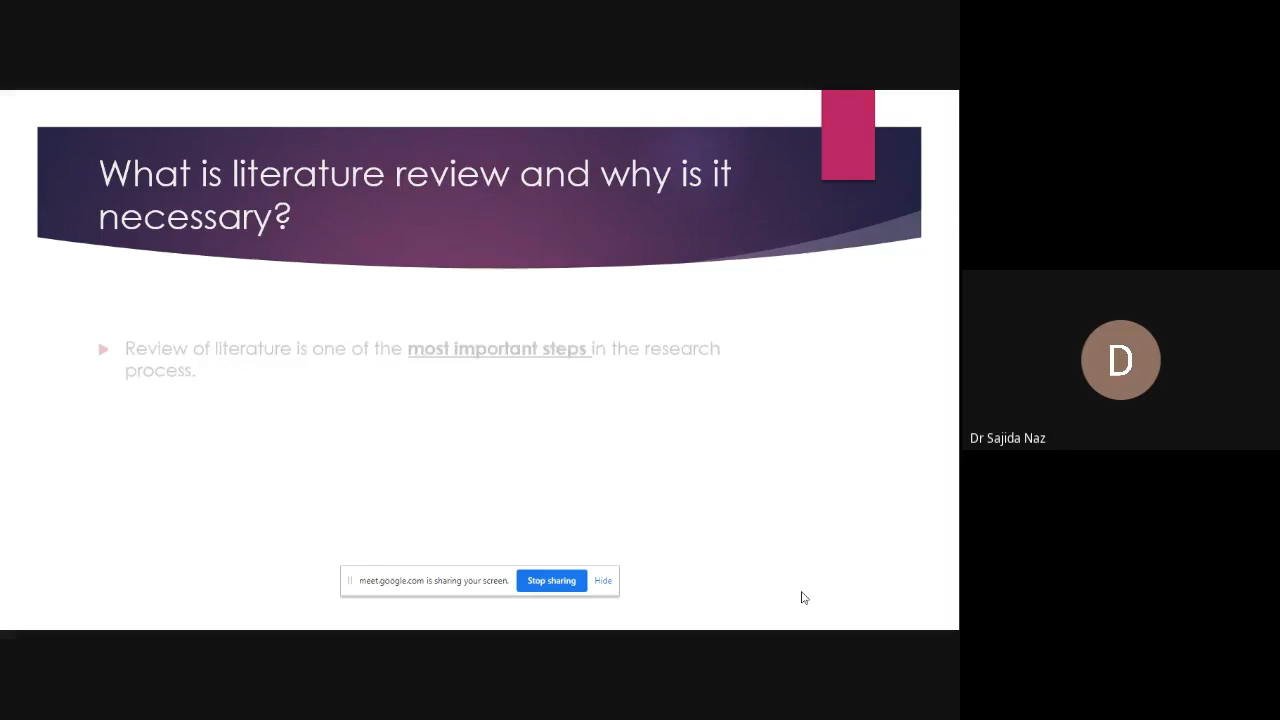 What is literature review and why is it
necessary?
Review of literature is one of the most important steps in the research
process.
meet.google.com is sharing your screen. Stop sharing Hide
D
Dr Sajida Naz